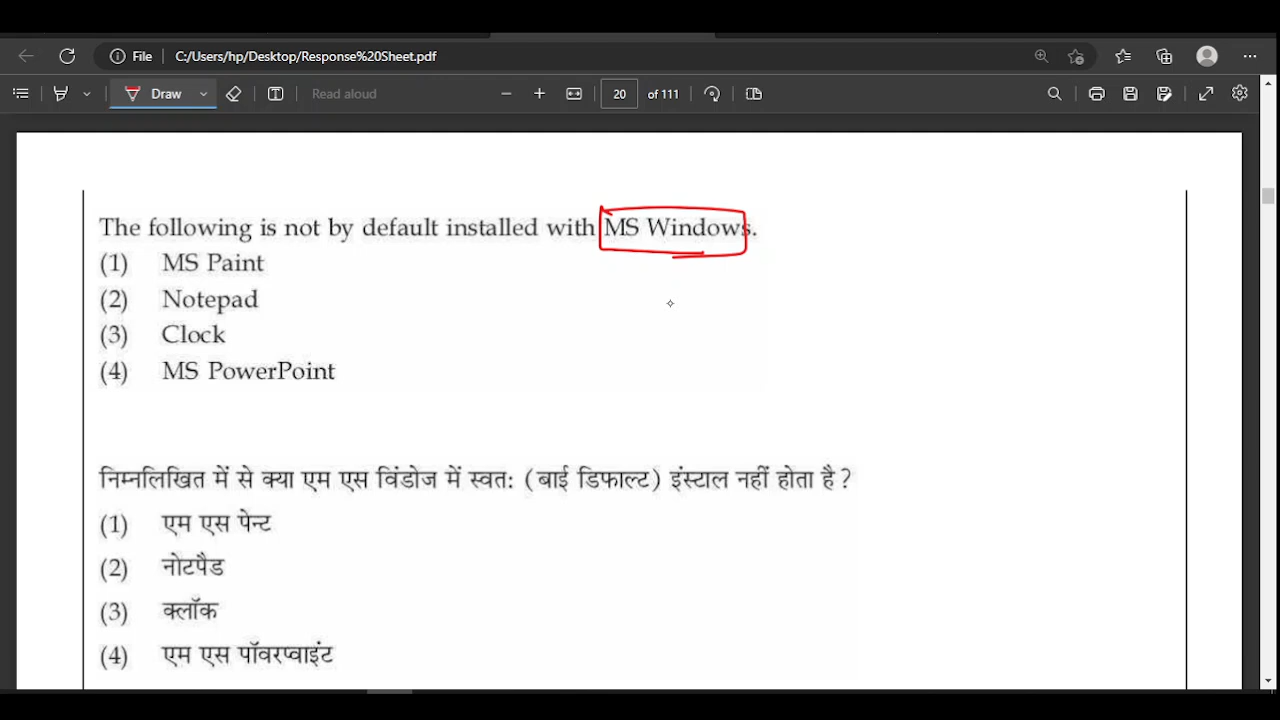 File C:/Users/hp/Desktop/Response%20Sheet.pdf
Draw Read aloud 20 of 111
The following is not by default installed with MS Windows.
(1) MS Paint
(2) Notepad
(3) Clock
(4) MS PowerPoint
निम्नलिखित में से क्या एम एस विंडोज में स्वतः (बाई डिफाल्ट) इंस्टाल नहीं होता है ?
(1) एम एस पेन्ट
(2) नोटपैड
(3) क्लॉक
(4) एम एस पॉवरप्वाइंट